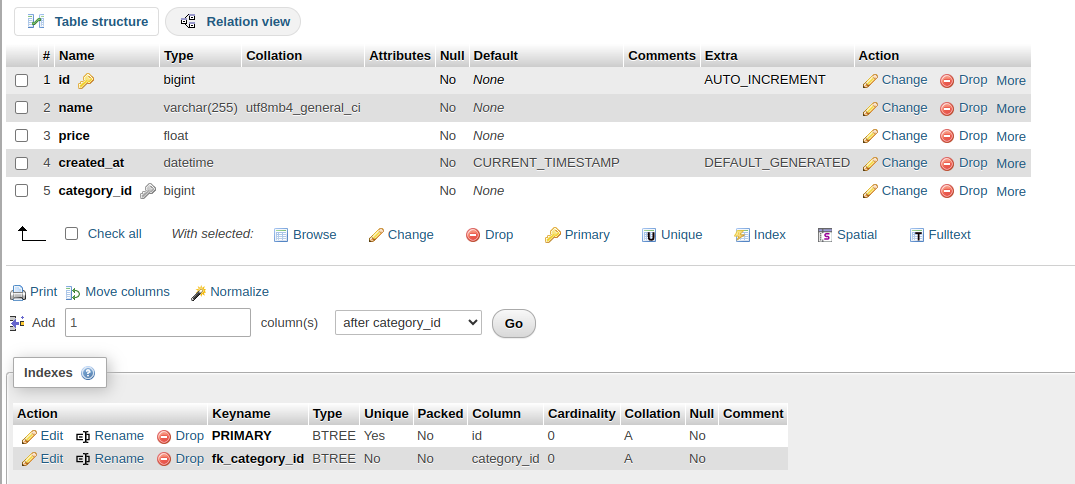 Table structure Relation view
# Name Type Collation Attributes Null Default Comments Extra Action
1 id bigint No None AUTO_INCREMENT Change Drop More
2 name varchar(255) utf8mb4_general_ci No None Change Drop More
3 price float No None Change Drop More
4 created_at datetime No CURRENT_TIMESTAMP DEFAULT_GENERATED Change Drop More
5 category_id bigint No None Change Drop More
Check all With selected: Browse Change Drop Primary Unique Index Spatial Fulltext
Print Move columns Normalize
Add 1 column(s) after category_id Go
Indexes
Action Keyname Type Unique Packed Column Cardinality Collation Null Comment
Edit Rename Drop PRIMARY BTREE Yes No id 0 A No
Edit Rename Drop fk_category_id BTREE No No category_id 0 A No